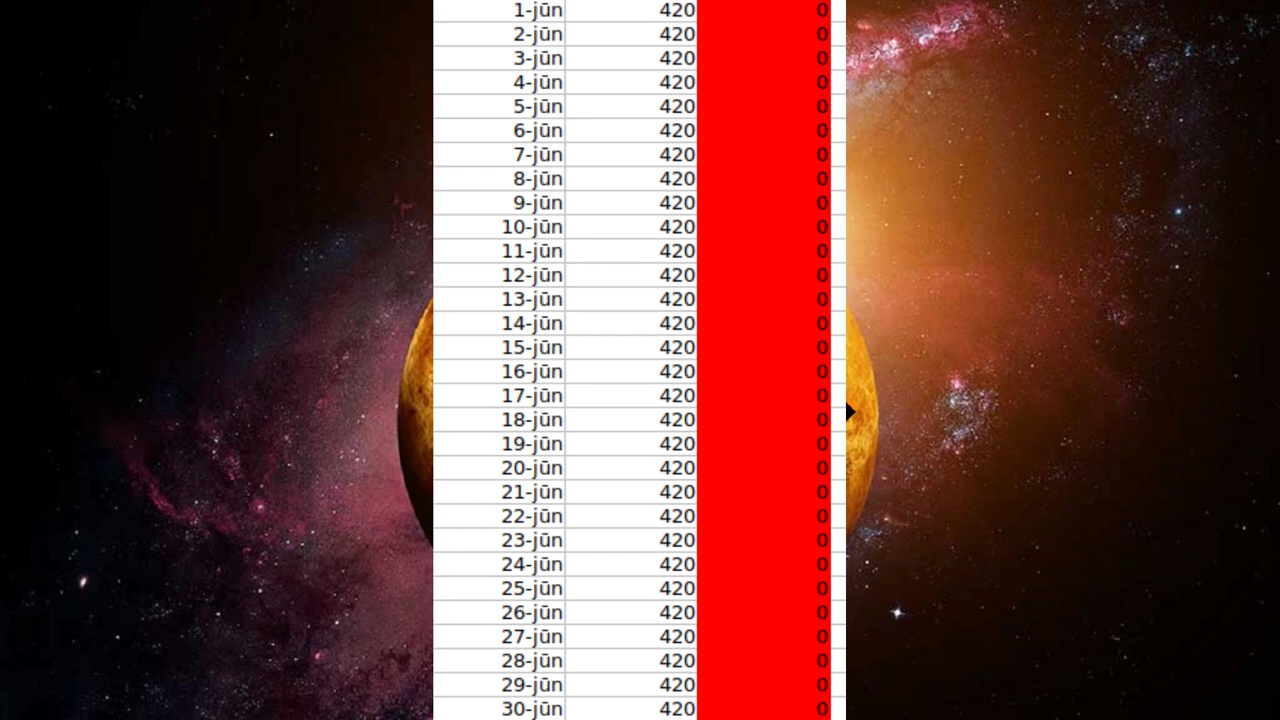 1-jūn 420 0
2-jūn 420 0
3-jūn 420 0
4-jūn 420 0
5-jūn 420 0
6-jūn 420 0
7-jūn 420 0
8-jūn 420 0
9-jūn 420 0
10-jūn 420 0
11-jūn 420 0
12-jūn 420 0
13-jūn 420 0
14-jūn 420 0
15-jūn 420 0
16-jūn 420 0
17-jūn 420 0
18-jūn 420 0
19-jūn 420 0
20-jūn 420 0
21-jūn 420 0
22-jūn 420 0
23-jūn 420 0
24-jūn 420 0
25-jūn 420 0
26-jūn 420 0
27-jūn 420 0
28-jūn 420 0
29-jūn 420 0
30-jūn 420 0